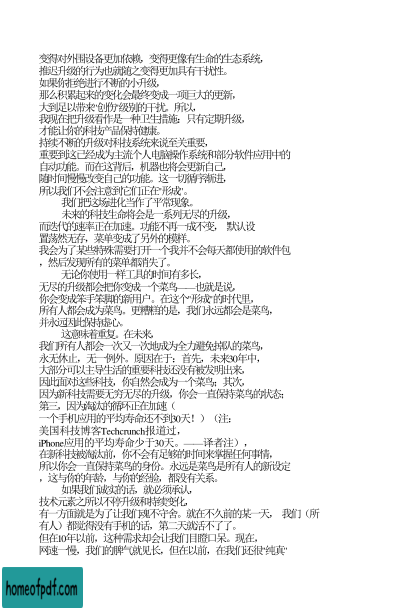 变得对外围设备更加依赖，变得更像有生命的生态系统，
推迟升级的行为也就随之变得更加具有干扰性。
如果你拒绝进行不断的小升级，
那么积累起来的变化会最终变成一项巨大的更新，
大到足以带来“创伤”级别的干扰。所以，
我现在把升级看作是一种卫生措施：只有定期升级，
才能让你的科技产品保持健康。
持续不断的升级对科技系统来说至关重要，
重要到这已经成为主流个人电脑操作系统和部分软件应用中的
自动功能。而在这背后，机器也将会更新自己，
随时间慢慢改变自己的功能。这一切循序渐进，
所以我们不会注意到它们正在“形成”。
我们把这场进化当作了平常现象。
未来的科技生命将会是一系列无尽的升级，
而迭代的速率正在加速。功能不再一成不变， 默认设
置荡然无存，菜单变成了另外的模样。
我会为了某些特殊需要打开一个我并不会每天都使用的软件包
，然后发现所有的菜单都消失了。
无论你使用一样工具的时间有多长，
无尽的升级都会把你变成一个菜鸟——也就是说，
你会变成笨手笨脚的新用户。在这个“形成”的时代里，
所有人都会成为菜鸟。更糟糕的是，我们永远都会是菜鸟，
并永远因此保持虚心。
这意味着重复。在未来，
我们所有人都会一次又一次地成为全力避免掉队的菜鸟，
永无休止，无一例外。原因在于：首先，未来30年中，
大部分可以主导生活的重要科技还没有被发明出来，
因此面对这些科技，你自然会成为一个菜鸟；其次，
因为新科技需要无穷无尽的升级，你会一直保持菜鸟的状态；
第三，因为淘汰的循环正在加速（
一个手机应用的平均寿命还不到30天！）（注：
美国科技博客Techcrunch报道过，
iPhone应用的平均寿命少于30天。——译者注），
在新科技被淘汰前，你不会有足够的时间来掌握任何事情，
所以你会一直保持菜鸟的身份。永远是菜鸟是所有人的新设定
，这与你的年龄，与你的经验，都没有关系。
如果我们诚实的话，就必须承认，
技术元素之所以不停升级和持续变化，
有一方面就是为了让我们魂不守舍。就在不久前的某一天， 我们（所
有人）都觉得没有手机的话，第二天就活不了了。
但在10年以前，这种需求却会让我们目瞪口呆。现在，
网速一慢，我们的脾气就见长，但在以前，在我们还很“纯真”
homeofpdf.com